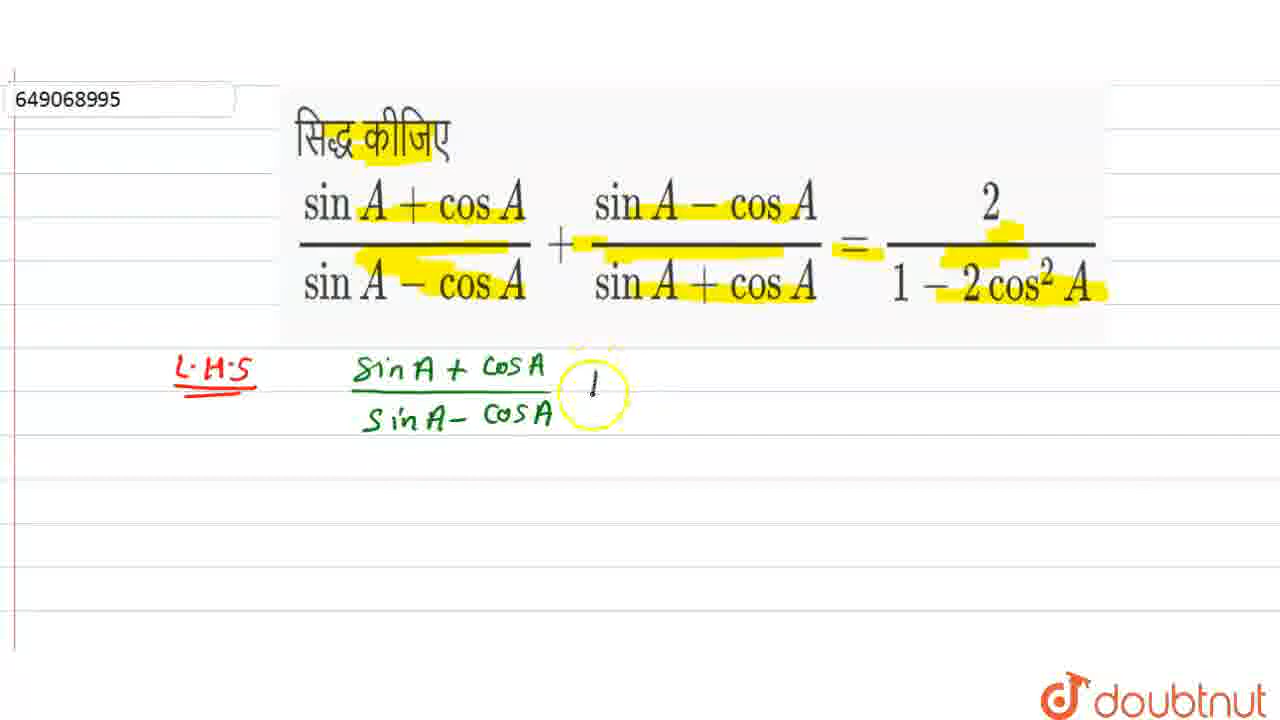 649068995
सिद्ध कीजिए
sin A + cos A   sin A − cos A   2
+   =
sin A − cos A   sin A + cos A   1 − 2 cos² A
L.H.S   sin A + cos A
sin A − cos A
doubtnut